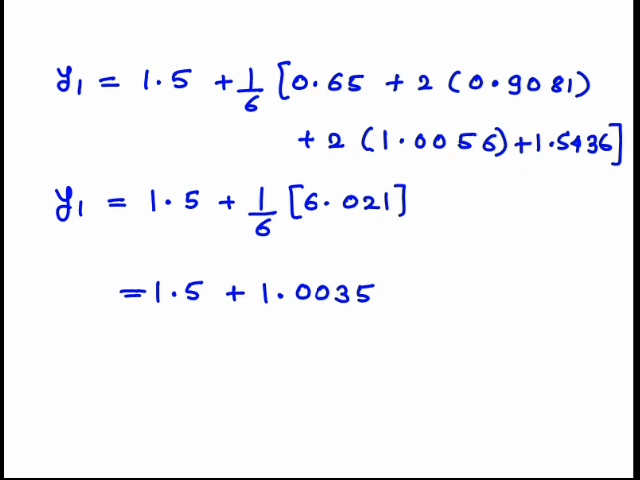 y₁ = 1.5 + 1/6 [0.65 + 2 (0.9081)
+ 2 (1.0056) + 1.5436]
y₁ = 1.5 + 1/6 [6.021]
= 1.5 + 1.0035